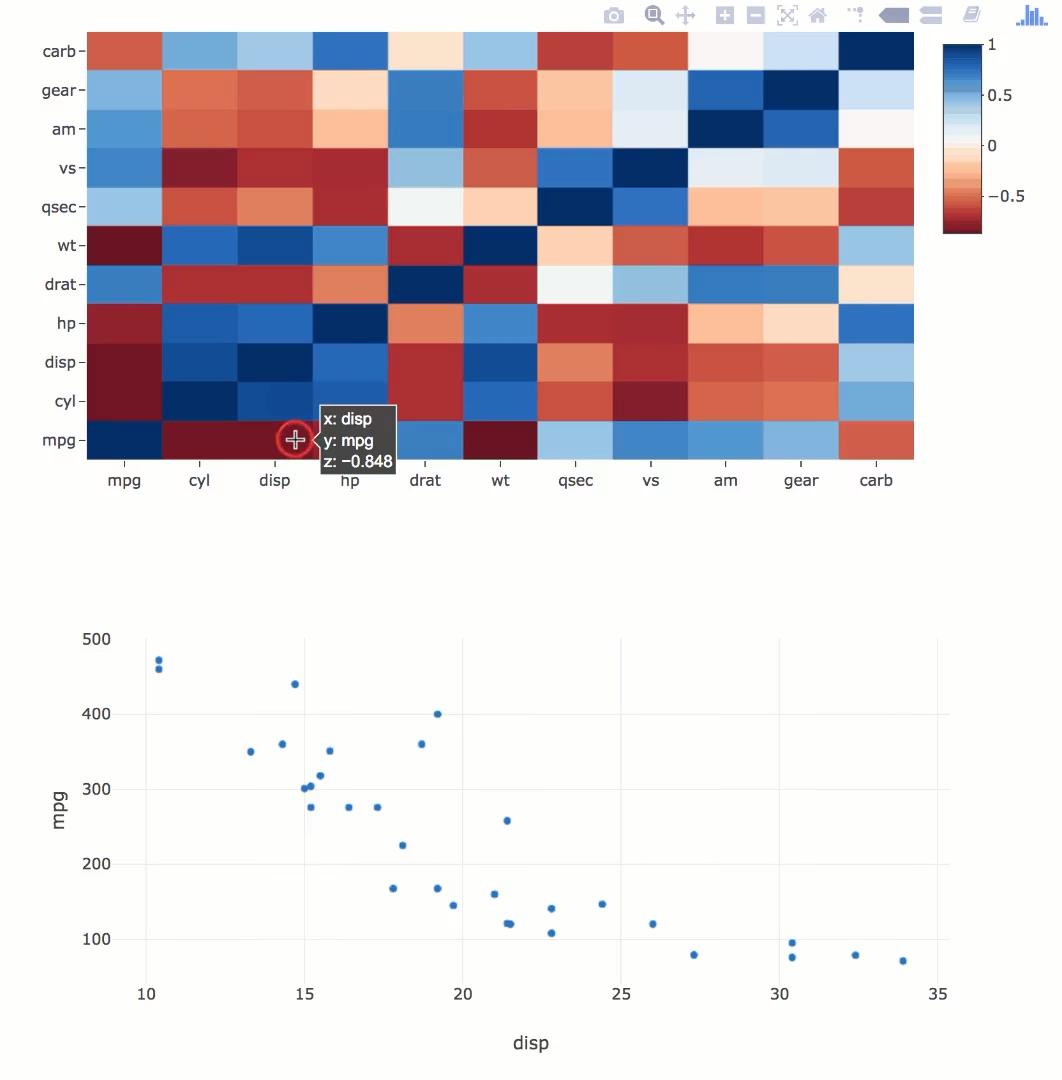 carb
gear
am
vs
qsec
wt
drat
hp
disp
cyl
mpg
mpg cyl disp hp drat wt qsec vs am gear carb
1
0.5
0
−0.5
x: disp
y: mpg
z: −0.848
500
400
300
200
100
mpg
10 15 20 25 30 35
disp